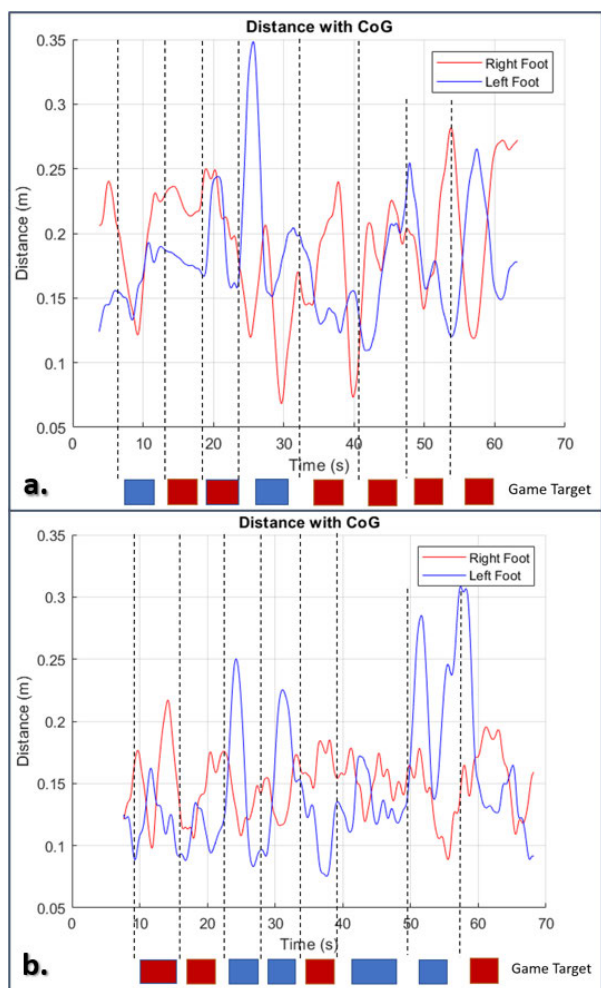 Distance with CoG
0.35
Right Foot
Left Foot
0.3
0.25
Distance (m)
0.2
0.15
0.1
0.05
0 10 20 30 40 50 60 70
Time (s)
a.
Game Target
Distance with CoG
0.35
Right Foot
Left Foot
0.3
0.25
Distance (m)
0.2
0.15
0.1
0.05
0 10 20 30 40 50 60 70
Time (s)
b.
Game Target